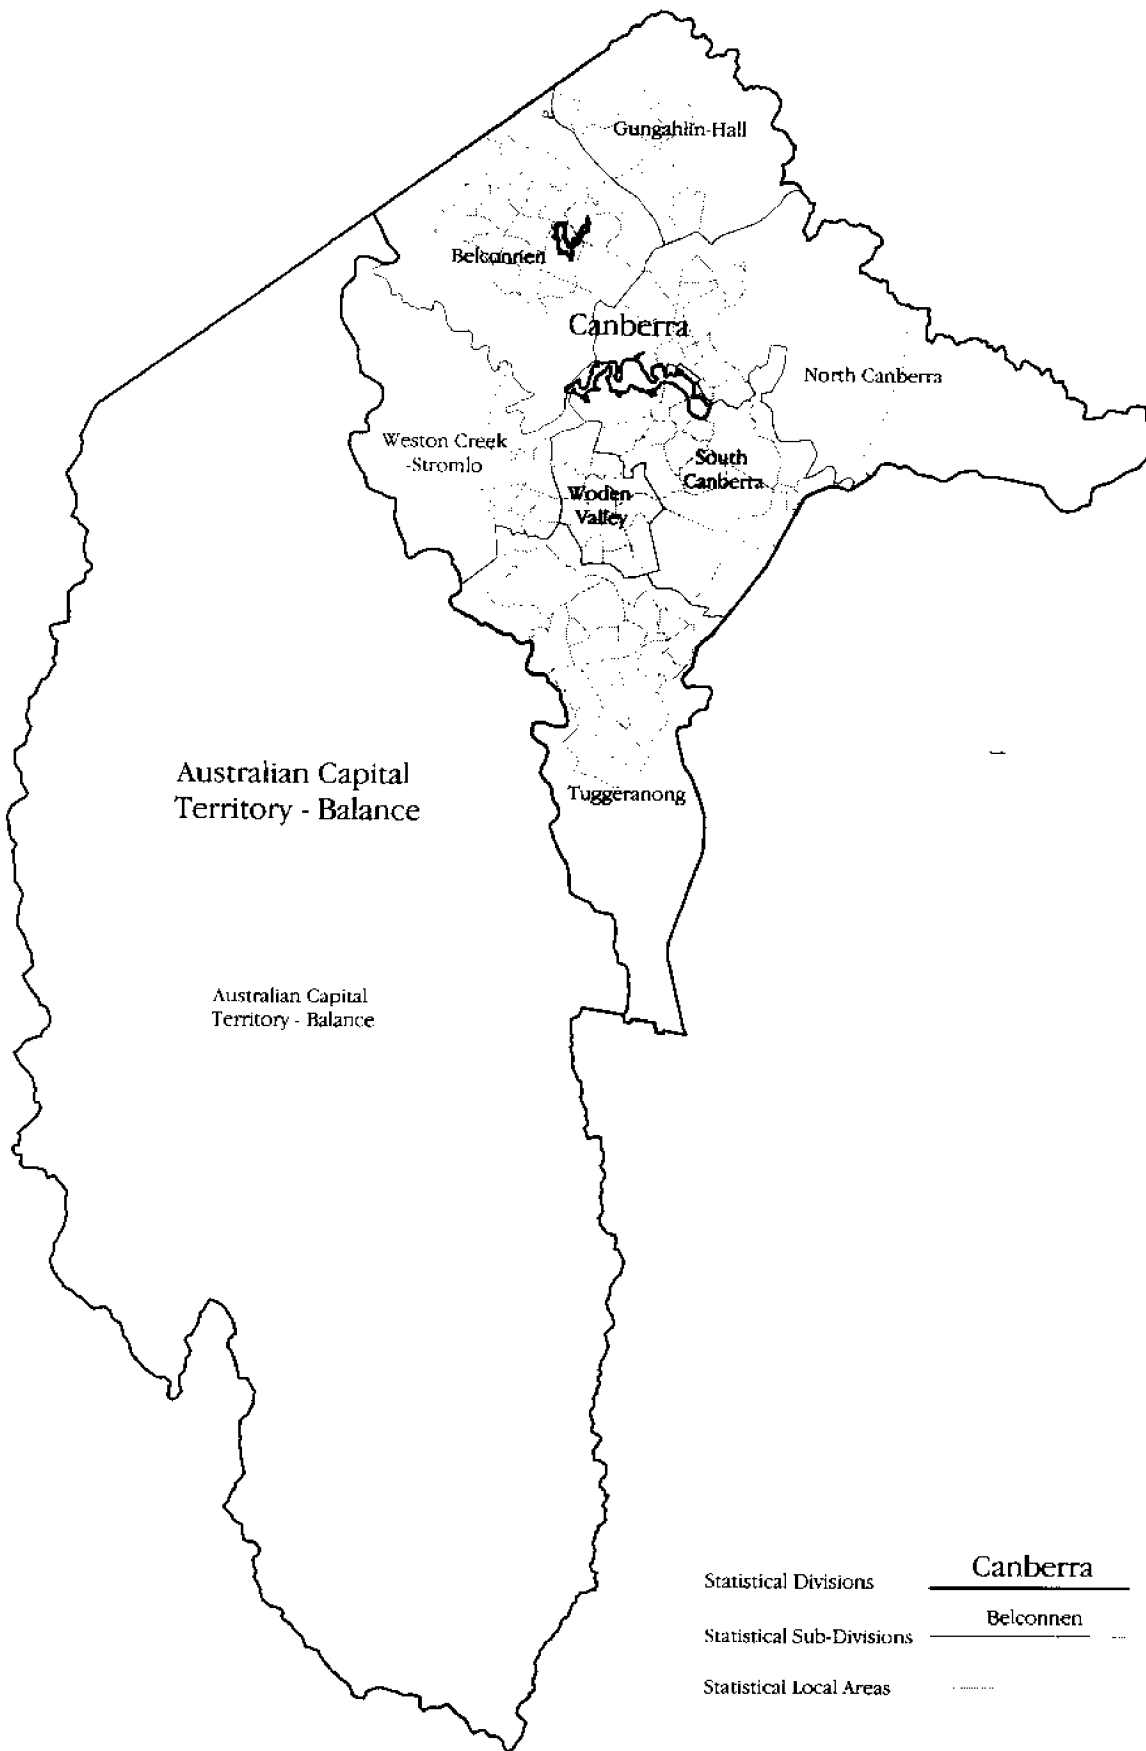 Gungahlin-Hall
Belconnen
Canberra
North Canberra
Weston Creek
-Stromlo
South
Canberra
Woden
Valley
Australian Capital
Territory - Balance
Tuggeranong
Australian Capital
Territory - Balance
Statistical Divisions Canberra
Statistical Sub-Divisions Belconnen
Statistical Local Areas